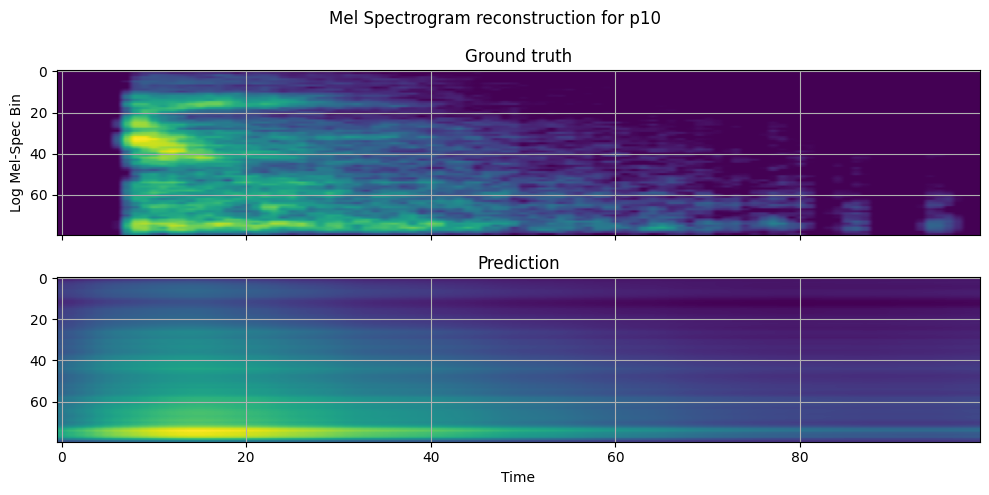 Mel Spectrogram reconstruction for p10
Ground truth
0
20
40
60
Log Mel-Spec Bin
Prediction
0
20
40
60
0 20 40 60 80
Time